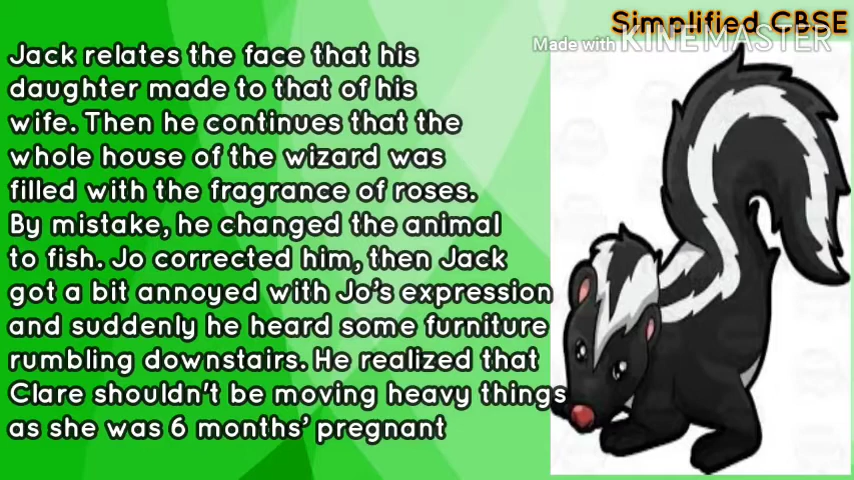 Simplified CBSE
Made with KINEMASTER
Jack relates the face that his
daughter made to that of his
wife. Then he continues that the
whole house of the wizard was
filled with the fragrance of roses.
By mistake, he changed the animal
to fish. Jo corrected him, then Jack
got a bit annoyed with Jo's expression
and suddenly he heard some furniture
rumbling downstairs. He realized that
Clare shouldn't be moving heavy things
as she was 6 months' pregnant